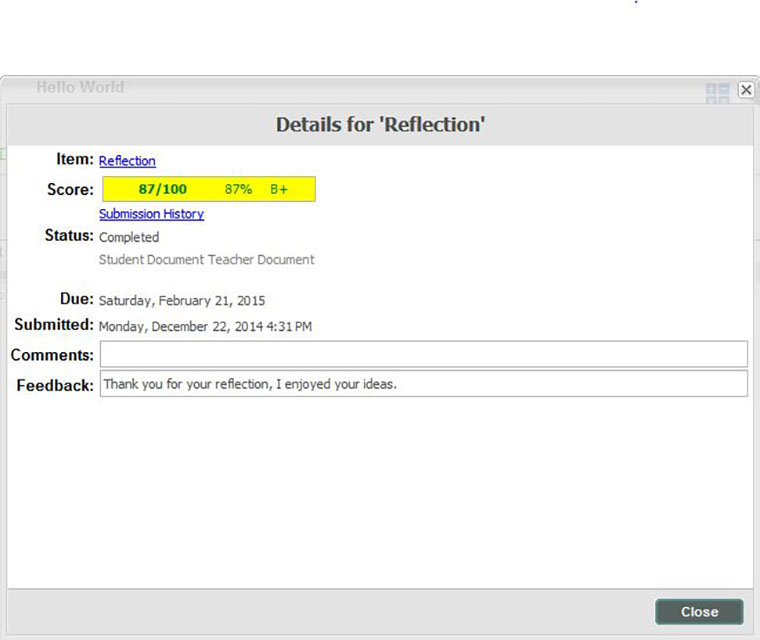 Hello World
Details for 'Reflection'
Item: Reflection
Score: 87/100 87% B+
Submission History
Status: Completed
Student Document Teacher Document
Due: Saturday, February 21, 2015
Submitted: Monday, December 22, 2014 4:31 PM
Comments:
Feedback: Thank you for your reflection, I enjoyed your ideas.
Close